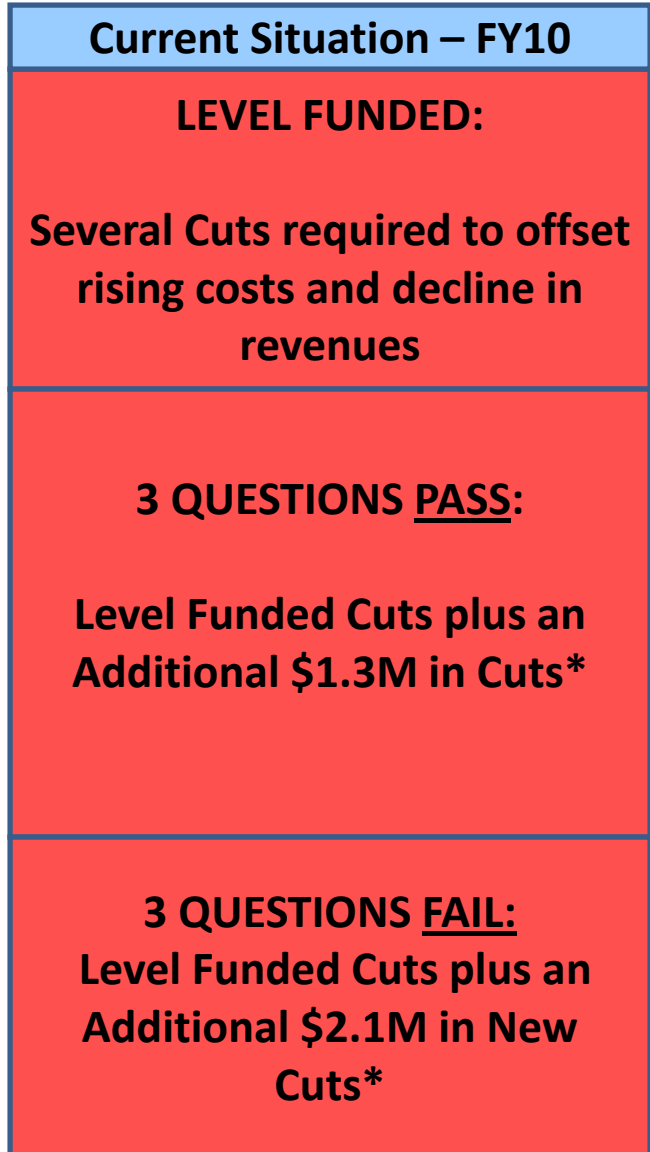 Current Situation – FY10
LEVEL FUNDED:
Several Cuts required to offset
rising costs and decline in
revenues
3 QUESTIONS PASS:
Level Funded Cuts plus an
Additional $1.3M in Cuts*
3 QUESTIONS FAIL:
Level Funded Cuts plus an
Additional $2.1M in New
Cuts*